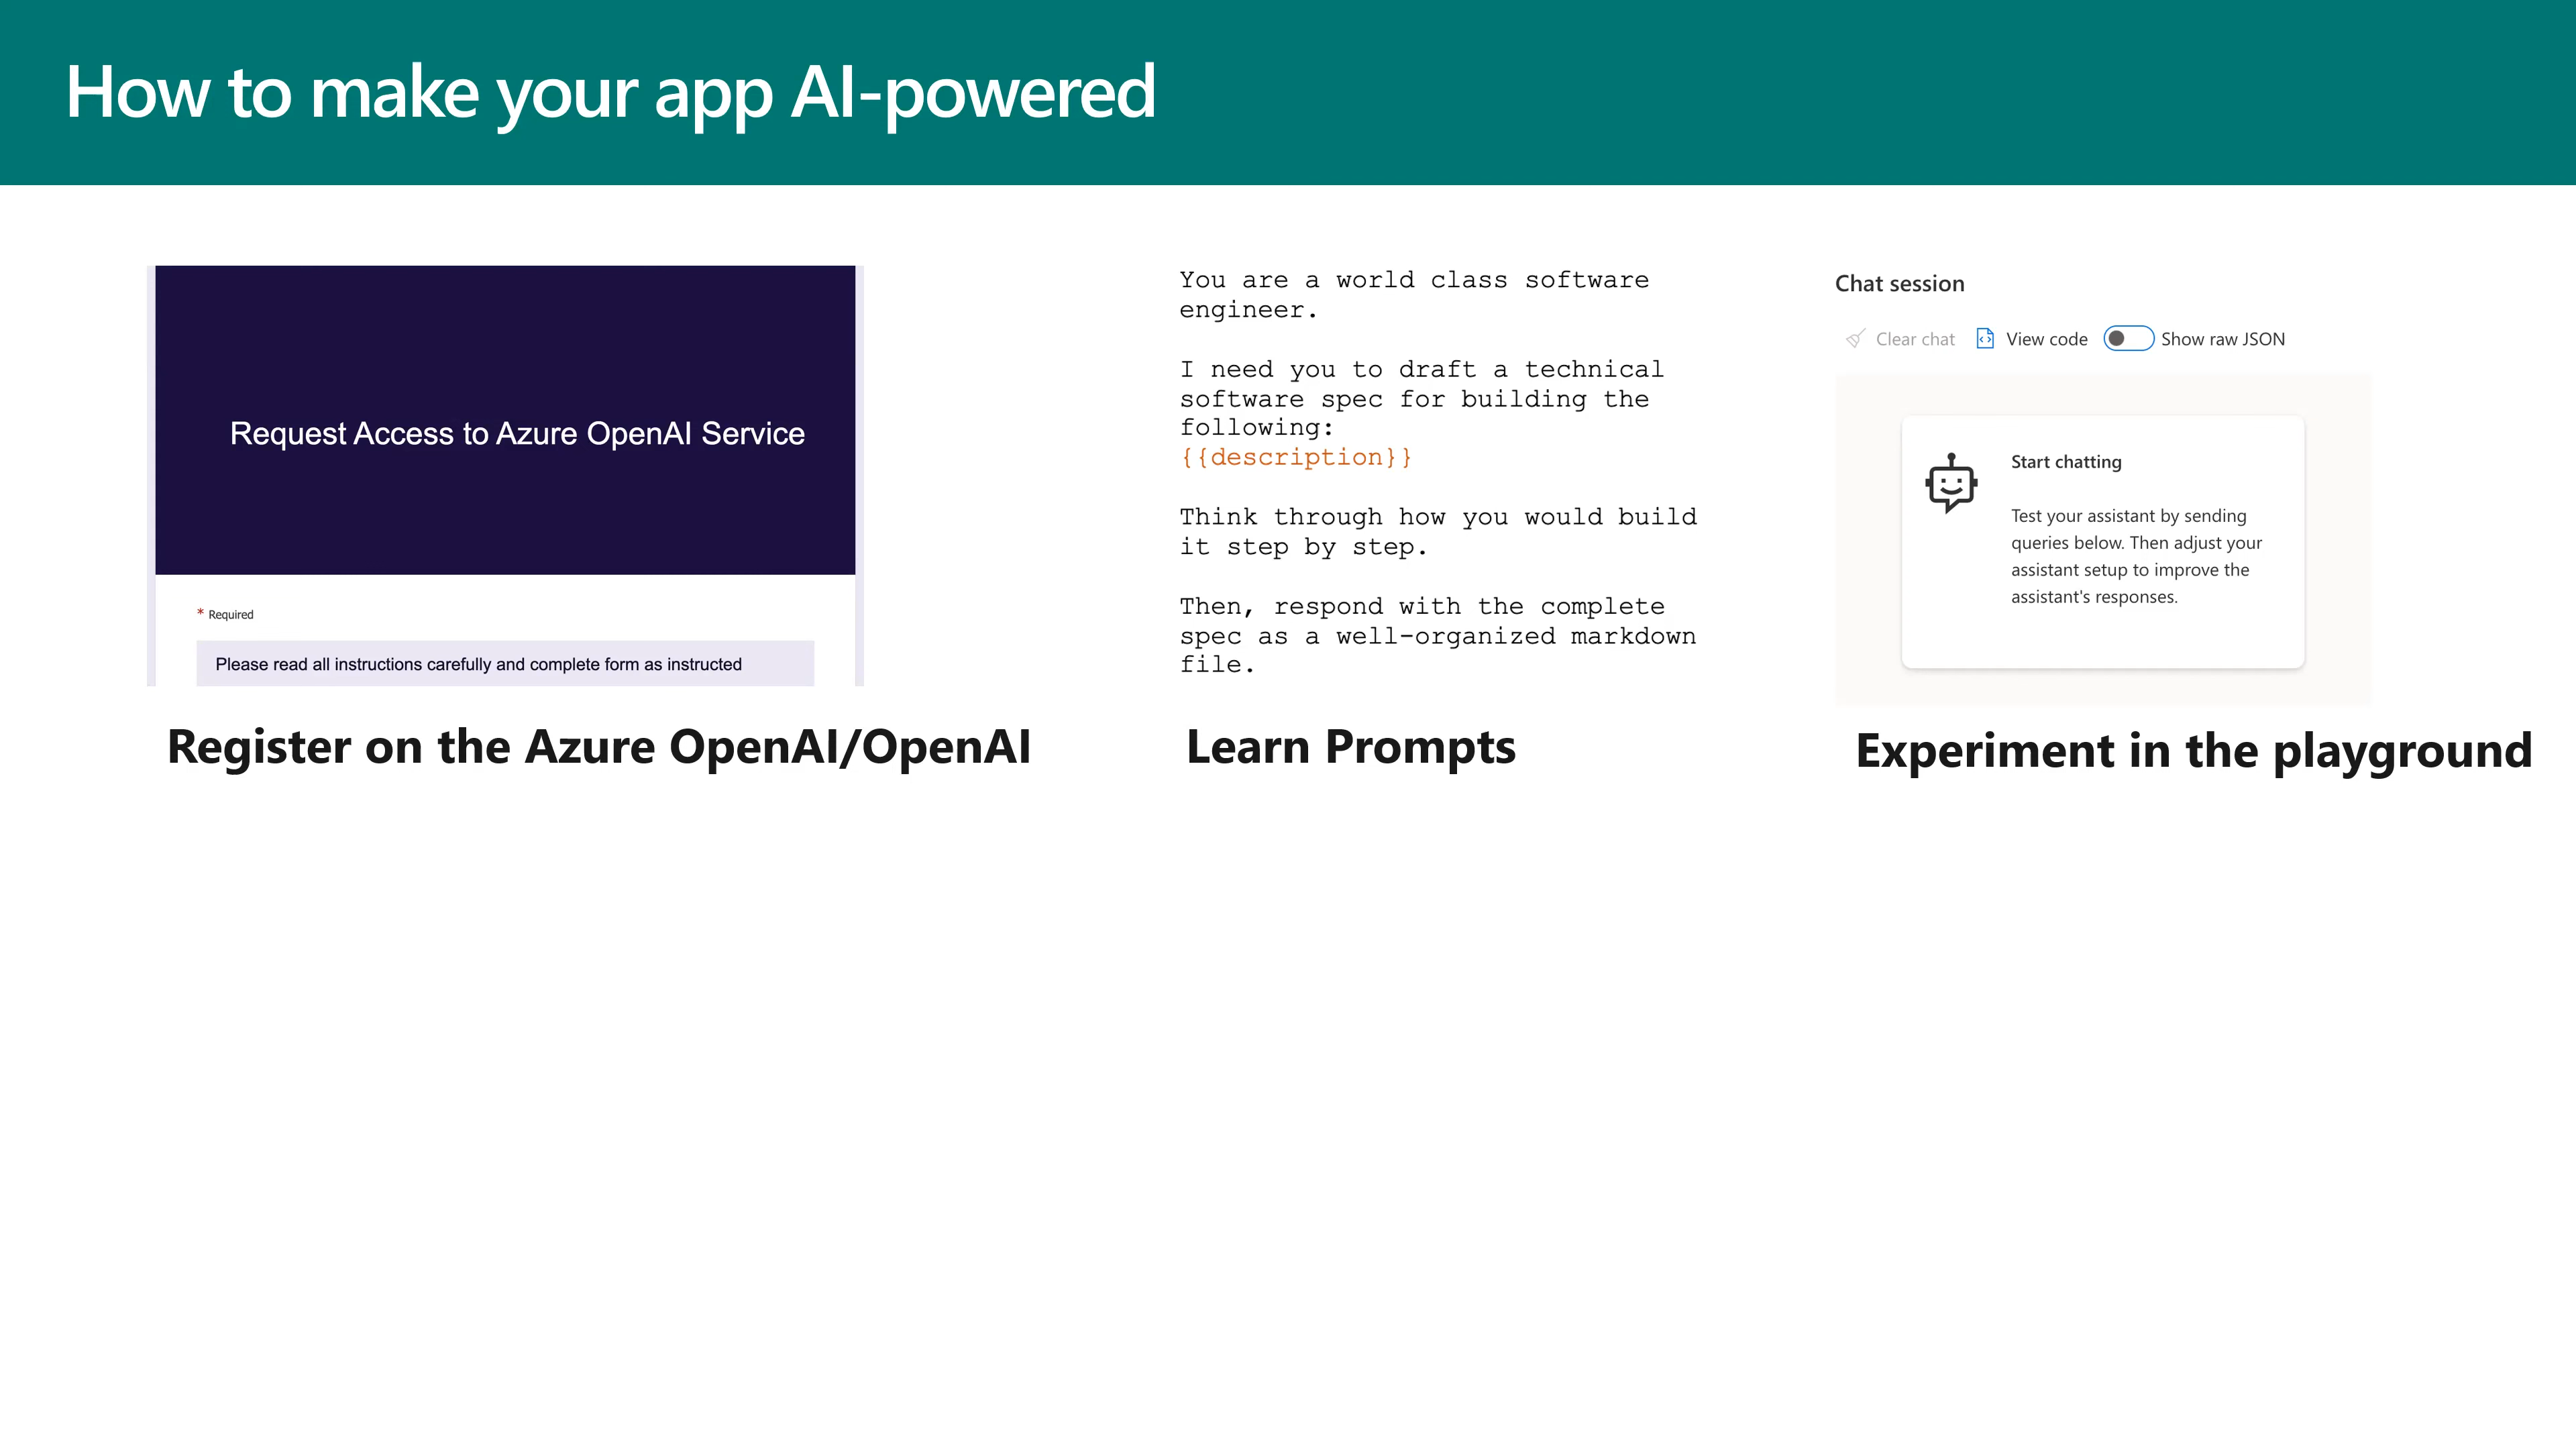 How to make your app AI-powered
Request Access to Azure OpenAI Service
* Required
Please read all instructions carefully and complete form as instructed
Register on the Azure OpenAI/OpenAI
You are a world class software
engineer.
I need you to draft a technical
software spec for building the
following:
{{description}}
Think through how you would build
it step by step.
Then, respond with the complete
spec as a well-organized markdown
file.
Learn Prompts
Chat session
Clear chat View code Show raw JSON
Start chatting
Test your assistant by sending
queries below. Then adjust your
assistant setup to improve the
assistant's responses.
Experiment in the playground